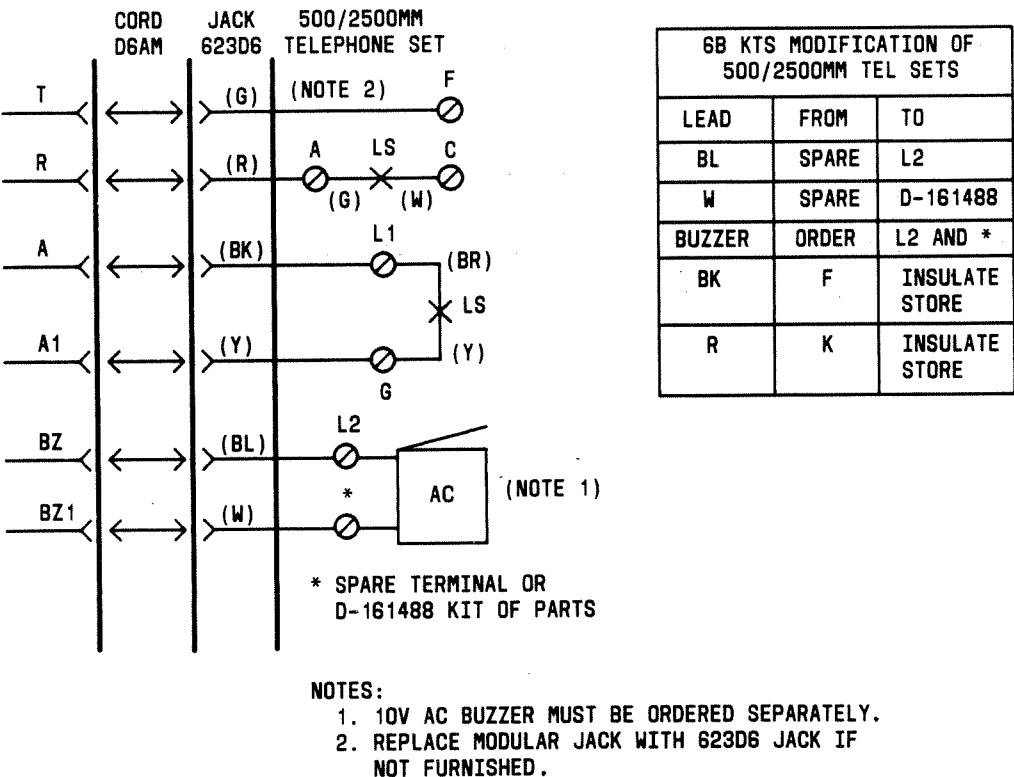 CORD JACK 500/2500MM
D6AM 623D6 TELEPHONE SET
T (G) (NOTE 2) F
R (R) A LS C
(G) (W)
A (BK) L1 (BR)
LS
A1 (Y) (Y)
G
BZ (BL) L2
AC (NOTE 1)
*
BZ1 (W)
* SPARE TERMINAL OR
D-161488 KIT OF PARTS
6B KTS MODIFICATION OF
500/2500MM TEL SETS
LEAD FROM TO
BL SPARE L2
W SPARE D-161488
BUZZER ORDER L2 AND *
BK F INSULATE
STORE
R K INSULATE
STORE
NOTES:
1. 10V AC BUZZER MUST BE ORDERED SEPARATELY.
2. REPLACE MODULAR JACK WITH 623D6 JACK IF
NOT FURNISHED.